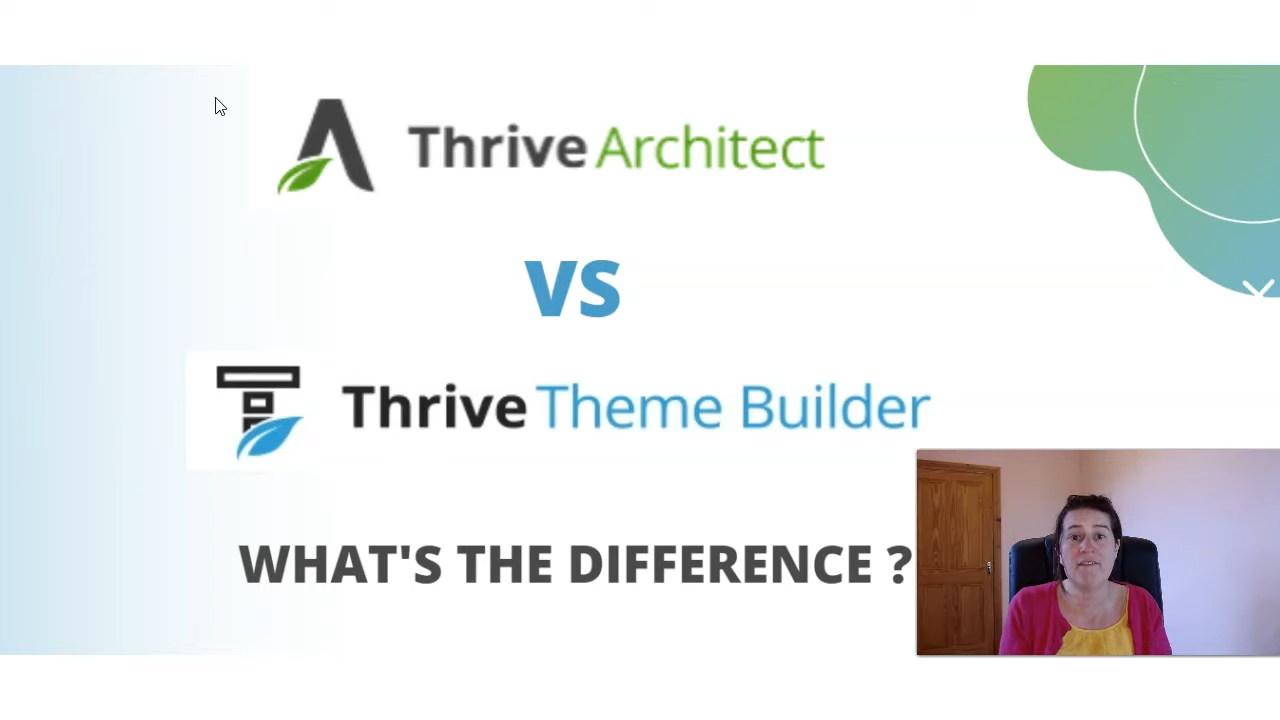 Thrive Architect
VS
Thrive Theme Builder
WHAT'S THE DIFFERENCE ?